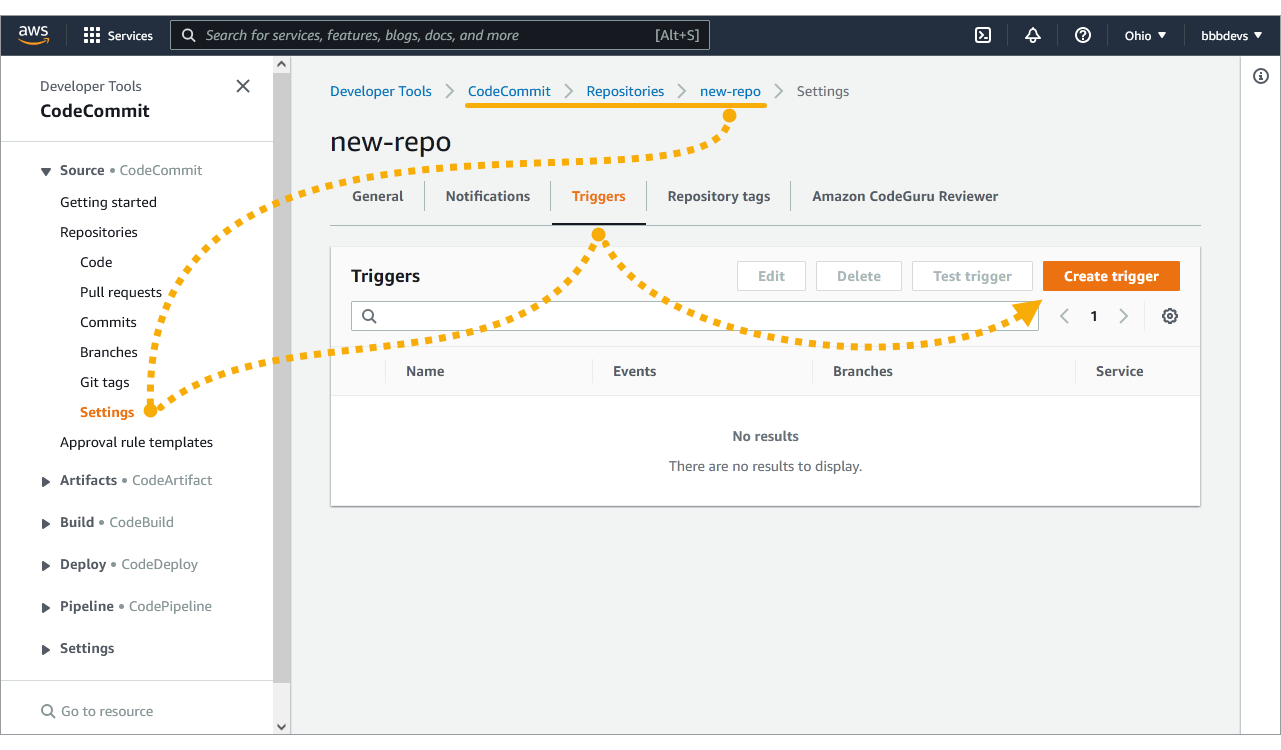 aws
Services
Search for services, features, blogs, docs, and more [Alt+S]
Ohio
bbbdevs
Developer Tools
CodeCommit
Source • CodeCommit
Getting started
Repositories
Code
Pull requests
Commits
Branches
Git tags
Settings
Approval rule templates
Artifacts • CodeArtifact
Build • CodeBuild
Deploy • CodeDeploy
Pipeline • CodePipeline
Settings
Go to resource
Developer Tools CodeCommit Repositories new-repo Settings
new-repo
General Notifications Triggers Repository tags Amazon CodeGuru Reviewer
Triggers Edit Delete Test trigger Create trigger
1
Name Events Branches Service
No results
There are no results to display.